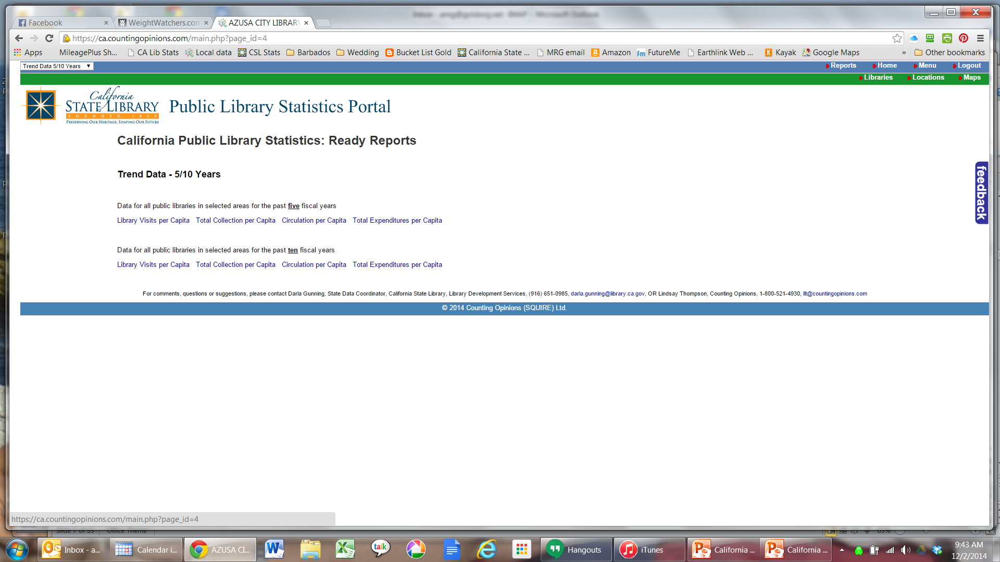 Facebook
WeightWatchers.com
AZUSA CITY LIBRARY
https://ca.countingopinions.com/main.php?page_id=4
Apps MileagePlus Sh... CA Lib Stats Local data CSL Stats Barbados Wedding Bucket List Gold California State ... MRG email Amazon FutureMe Earthlink Web ... Kayak Google Maps » Other bookmarks
Trend Data 5/10 Years Reports Home Menu Logout
Libraries Locations Maps
California
STATE LIBRARY
FOUNDED 1850
PRESERVING OUR HERITAGE, SHAPING OUR FUTURE
Public Library Statistics Portal
California Public Library Statistics: Ready Reports
Trend Data - 5/10 Years
feedback
Data for all public libraries in selected areas for the past five fiscal years
Library Visits per Capita Total Collection per Capita Circulation per Capita Total Expenditures per Capita
Data for all public libraries in selected areas for the past ten fiscal years
Library Visits per Capita Total Collection per Capita Circulation per Capita Total Expenditures per Capita
For comments, questions or suggestions, please contact Darla Gunning, State Data Coordinator, California State Library, Library Development Services, (916) 651-0985, darla.gunning@library.ca.gov, OR Lindsay Thompson, Counting Opinions, 1-800-521-4930, llt@countingopinions.com
© 2014 Counting Opinions (SQUIRE) Ltd.
https://ca.countingopinions.com/main.php?page_id=4
Inbox - a... Calendar i... AZUSA CI... talk Hangouts iTunes California ... California ... 9:43 AM
12/2/2014